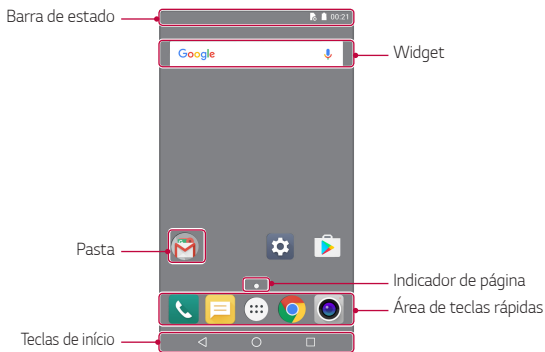 Barra de estado
00:21
Google
Widget
Pasta
Indicador de página
Área de teclas rápidas
Teclas de início